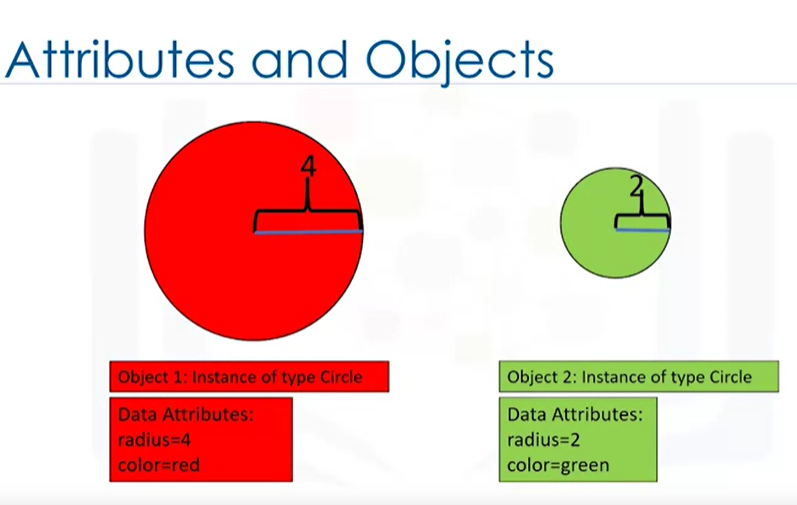 Attributes and Objects
4
2
Object 1: Instance of type Circle
Object 2: Instance of type Circle
Data Attributes:
radius=4
color=red
Data Attributes:
radius=2
color=green